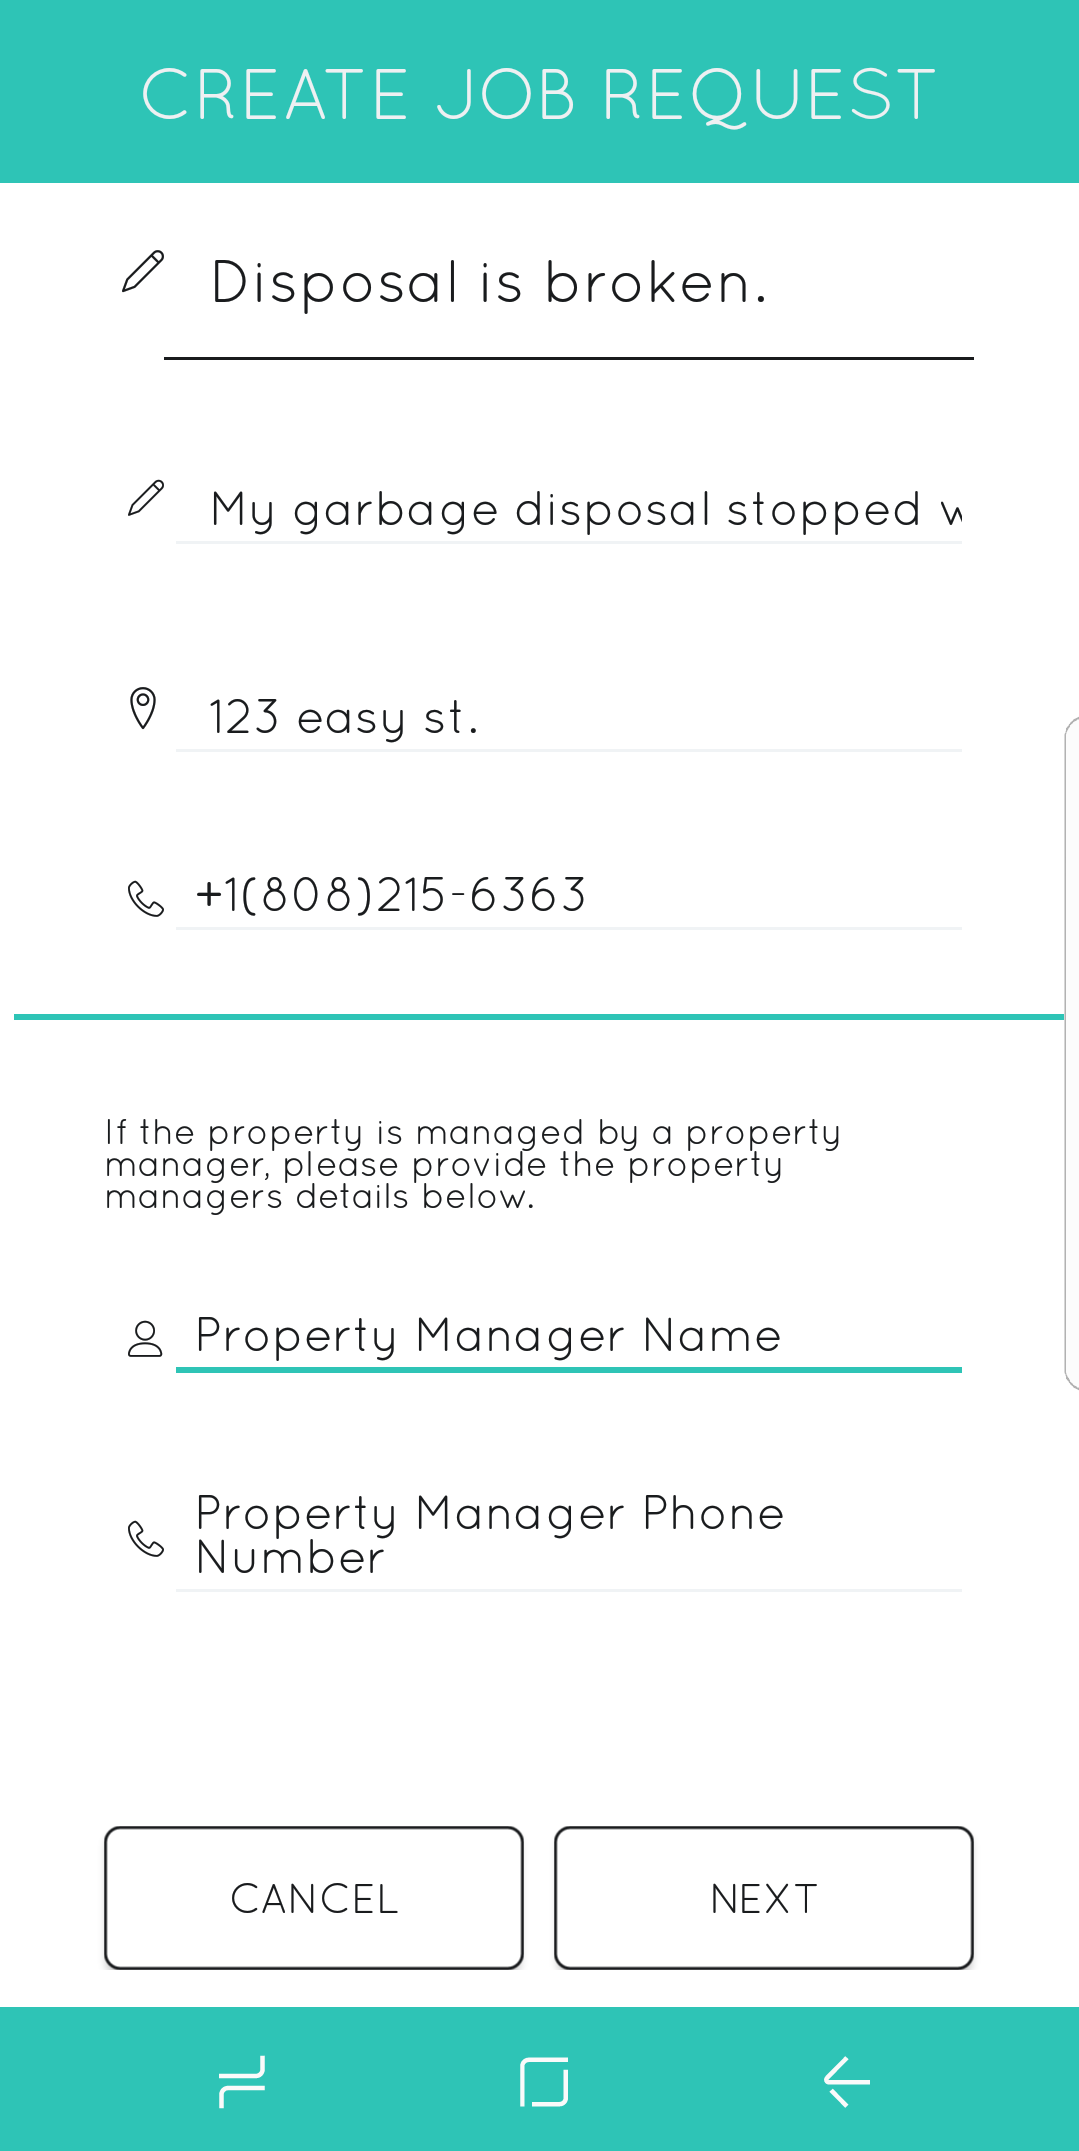 CREATE JOB REQUEST
Disposal is broken.
My garbage disposal stopped
123 easy st.
+1(808)215-6363
If the property is managed by a property
manager, please provide the property
managers details below.
Property Manager Name
Property Manager Phone
Number
CANCEL
NEXT